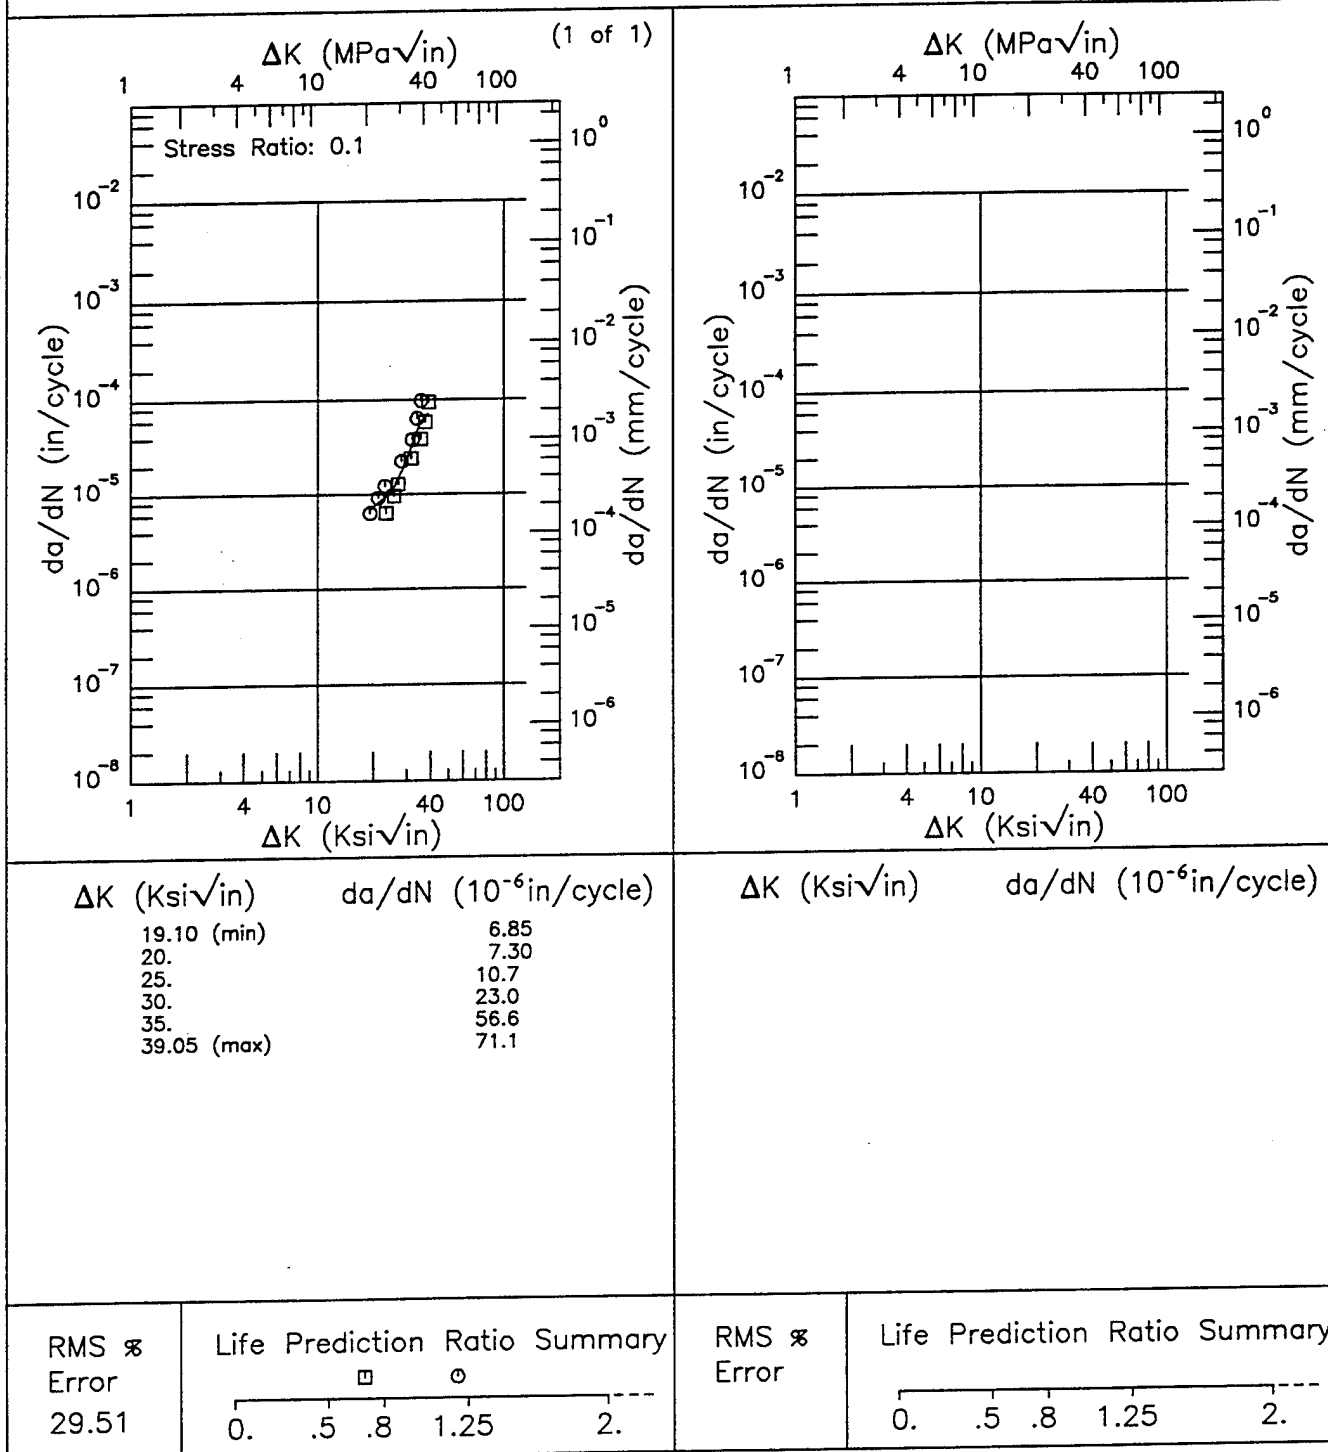 (1 of 1)
ΔK (MPa√in)
1 4 10 40 100
Stress Ratio: 0.1
10⁻²
10⁻³
10⁻⁴
10⁻⁵
10⁻⁶
10⁻⁷
10⁻⁸
da/dN (in/cycle)
10⁰
10⁻¹
10⁻²
10⁻³
10⁻⁴
10⁻⁵
10⁻⁶
da/dN (mm/cycle)
1 4 10 40 100
ΔK (Ksi√in)
ΔK (MPa√in)
1 4 10 40 100
10⁻²
10⁻³
10⁻⁴
10⁻⁵
10⁻⁶
10⁻⁷
10⁻⁸
da/dN (in/cycle)
10⁰
10⁻¹
10⁻²
10⁻³
10⁻⁴
10⁻⁵
10⁻⁶
da/dN (mm/cycle)
1 4 10 40 100
ΔK (Ksi√in)
ΔK (Ksi√in) da/dN (10⁻⁶in/cycle)
19.10 (min) 6.85
20. 7.30
25. 10.7
30. 23.0
35. 56.6
39.05 (max) 71.1
ΔK (Ksi√in) da/dN (10⁻⁶in/cycle)
RMS %
Error
29.51
Life Prediction Ratio Summary
0. .5 .8 1.25 2.
RMS %
Error
Life Prediction Ratio Summary
0. .5 .8 1.25 2.